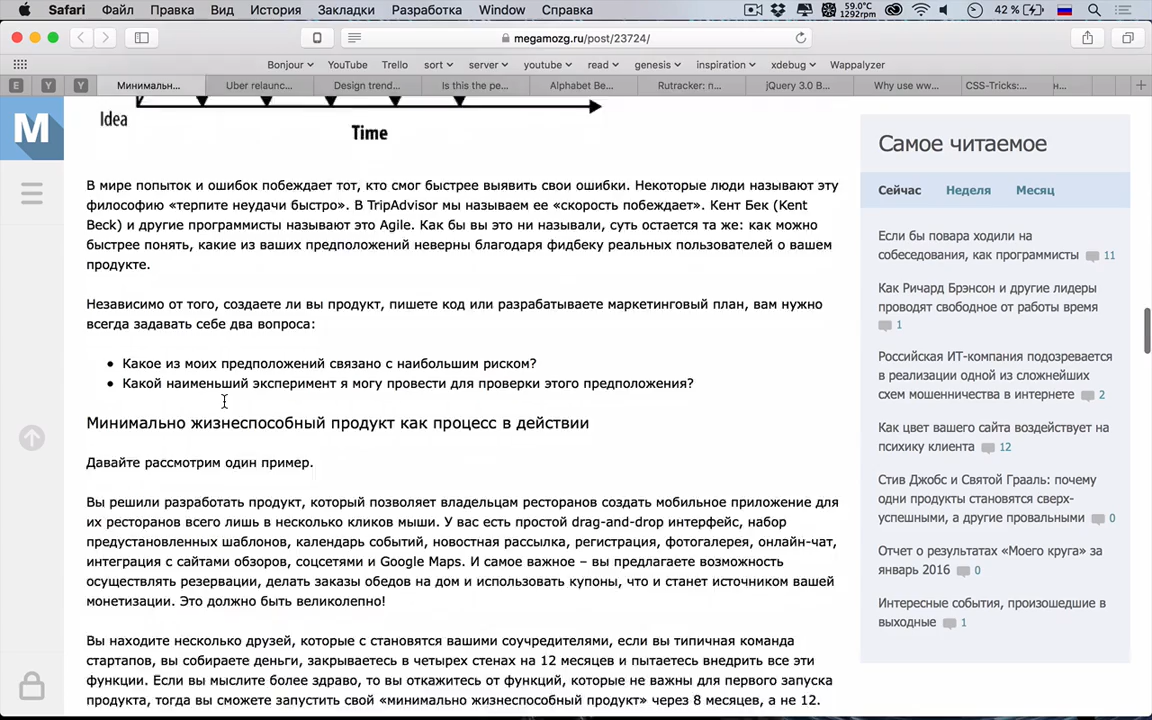 Safari Файл Правка Вид История Закладки Разработка Window Справка 59.0°C 1292rpm 42 %
megamozg.ru/post/23724/
Bonjour YouTube Trello sort server youtube read genesis inspiration xdebug Wappalyzer
E Y Y Минимальн... Uber relaunc... Design trend... Is this the pe... Alphabet Be... Rutracker: п... jQuery 3.0 B... Why use ww... CSS-Tricks:...
M
Idea
Time
В мире попыток и ошибок побеждает тот, кто смог быстрее выявить свои ошибки. Некоторые люди называют эту
философию «терпите неудачи быстро». В TripAdvisor мы называем ее «скорость побеждает». Кент Бек (Kent
Beck) и другие программисты называют это Agile. Как бы вы это ни называли, суть остается та же: как можно
быстрее понять, какие из ваших предположений неверны благодаря фидбеку реальных пользователей о вашем
продукте.
Независимо от того, создаете ли вы продукт, пишете код или разрабатываете маркетинговый план, вам нужно
всегда задавать себе два вопроса:
• Какое из моих предположений связано с наибольшим риском?
• Какой наименьший эксперимент я могу провести для проверки этого предположения?
Минимально жизнеспособный продукт как процесс в действии
Давайте рассмотрим один пример.
Вы решили разработать продукт, который позволяет владельцам ресторанов создать мобильное приложение для
их ресторанов всего лишь в несколько кликов мыши. У вас есть простой drag-and-drop интерфейс, набор
предустановленных шаблонов, календарь событий, новостная рассылка, регистрация, фотогалерея, онлайн-чат,
интеграция с сайтами обзоров, соцсетями и Google Maps. И самое важное – вы предлагаете возможность
осуществлять резервации, делать заказы обедов на дом и использовать купоны, что и станет источником вашей
монетизации. Это должно быть великолепно!
Вы находите несколько друзей, которые с становятся вашими соучредителями, если вы типичная команда
стартапов, вы собираете деньги, закрываетесь в четырех стенах на 12 месяцев и пытаетесь внедрить все эти
функции. Если вы мыслите более здраво, то вы откажитесь от функций, которые не важны для первого запуска
продукта, тогда вы сможете запустить свой «минимально жизнеспособный продукт» через 8 месяцев, а не 12.
Самое читаемое
Сейчас Неделя Месяц
Если бы повара ходили на
собеседования, как программисты 11
Как Ричард Брэнсон и другие лидеры
проводят свободное от работы время
1
Российская ИТ-компания подозревается
в реализации одной из сложнейших
схем мошенничества в интернете 2
Как цвет вашего сайта воздействует на
психику клиента 12
Стив Джобс и Святой Грааль: почему
одни продукты становятся сверх-
успешными, а другие провальными 0
Отчет о результатах «Моего круга» за
январь 2016 0
Интересные события, произошедшие в
выходные 1